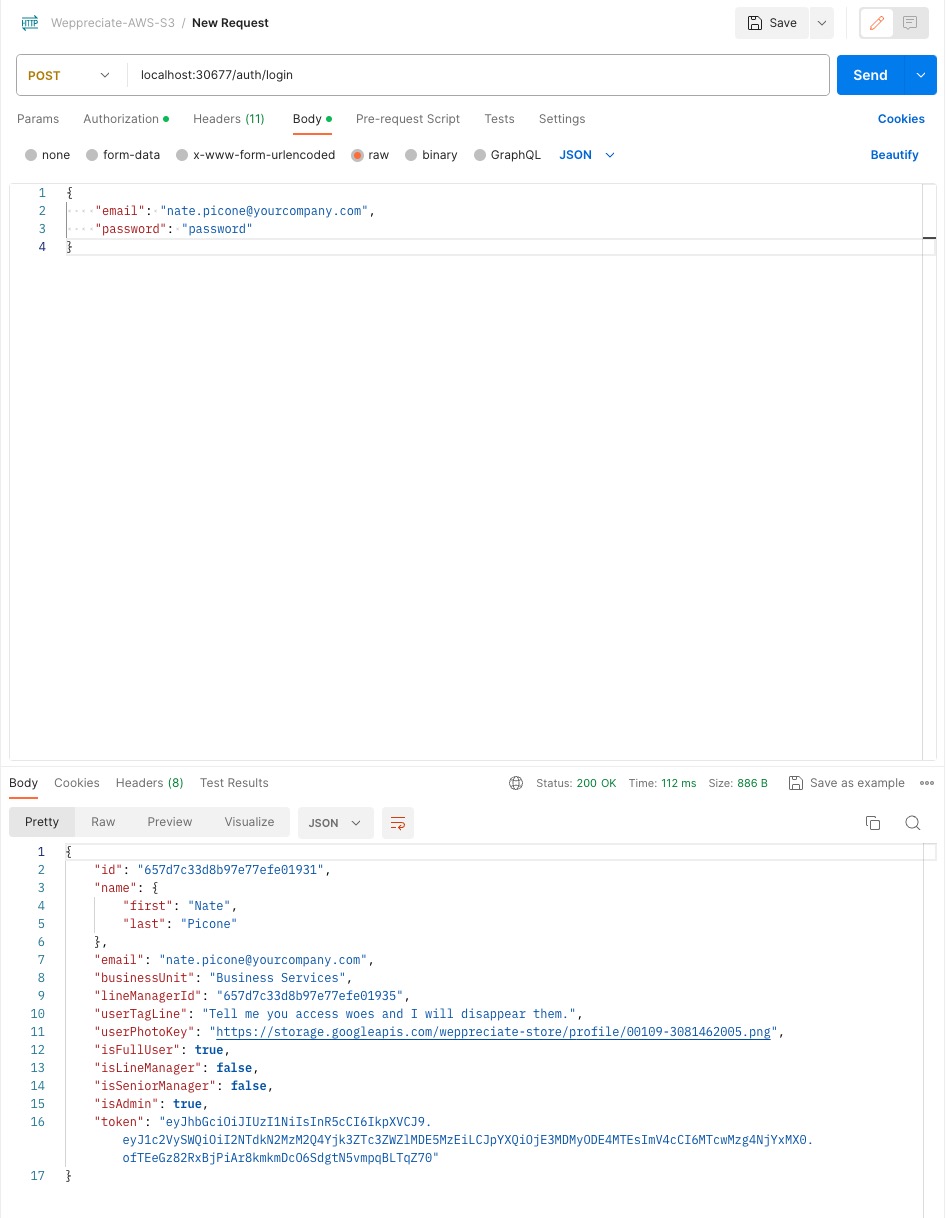 HTTP Weppreciate-AWS-S3 / New Request Save
POST localhost:30677/auth/login Send
Params Authorization Headers (11) Body Pre-request Script Tests Settings Cookies
none form-data x-www-form-urlencoded raw binary GraphQL JSON Beautify
1 {
2 ····"email":·"nate.picone@yourcompany.com",
3 ····"password":·"password"
4 }
Body Cookies Headers (8) Test Results Status: 200 OK Time: 112 ms Size: 886 B Save as example
Pretty Raw Preview Visualize JSON
1 {
2 "id": "657d7c33d8b97e77efe01931",
3 "name": {
4 "first": "Nate",
5 "last": "Picone"
6 },
7 "email": "nate.picone@yourcompany.com",
8 "businessUnit": "Business Services",
9 "lineManagerId": "657d7c33d8b97e77efe01935",
10 "userTagLine": "Tell me you access woes and I will disappear them.",
11 "userPhotoKey": "https://storage.googleapis.com/weppreciate-store/profile/00109-3081462005.png",
12 "isFullUser": true,
13 "isLineManager": false,
14 "isSeniorManager": false,
15 "isAdmin": true,
16 "token": "eyJhbGciOiJIUzI1NiIsInR5cCI6IkpXVCJ9.
eyJ1c2VySWQiOiI2NTdkN2MzM2Q4Yjk3ZTc3ZWZlMDE5MzEiLCJpYXQiOjE3MDMyODE4MTEsImV4cCI6MTcwMzg4NjYxMX0.
ofTEeGz82RxBjPiAr8kmkmDcO6SdgtN5vmpqBLTqZ70"
17 }